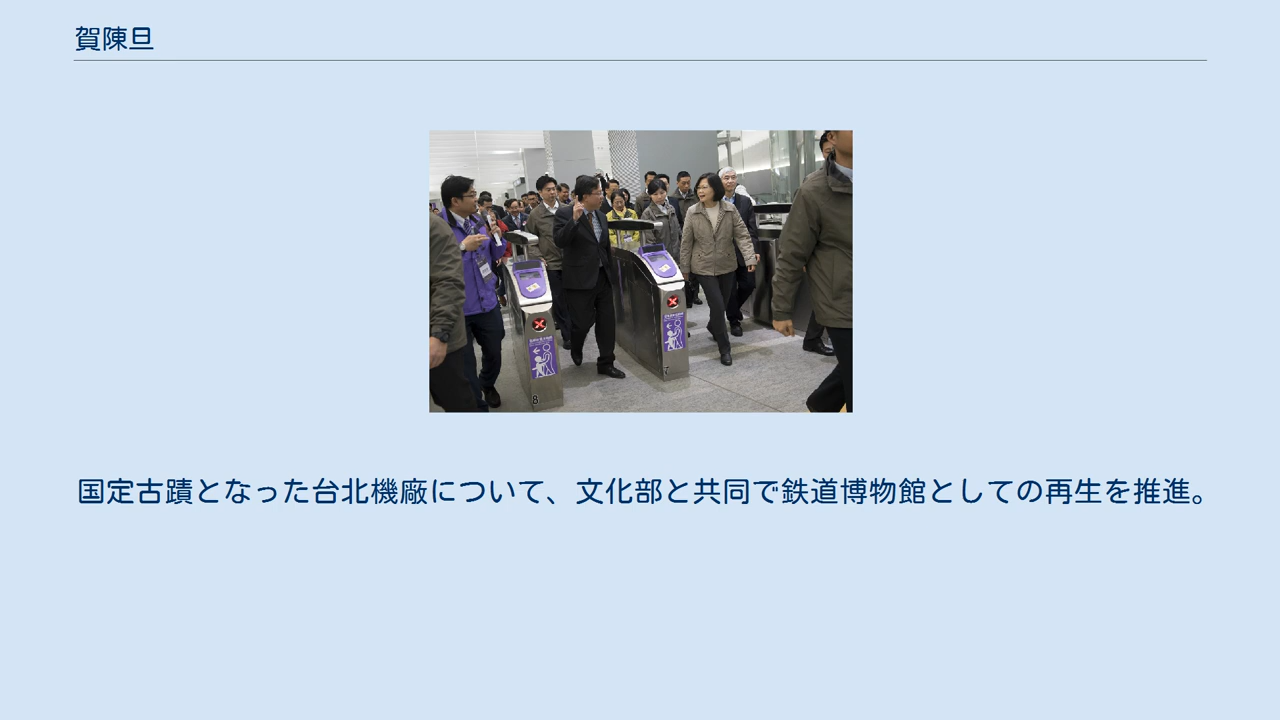 賀陳旦
8
7
国定古蹟となった台北機廠について、文化部と共同で鉄道博物館としての再生を推進。